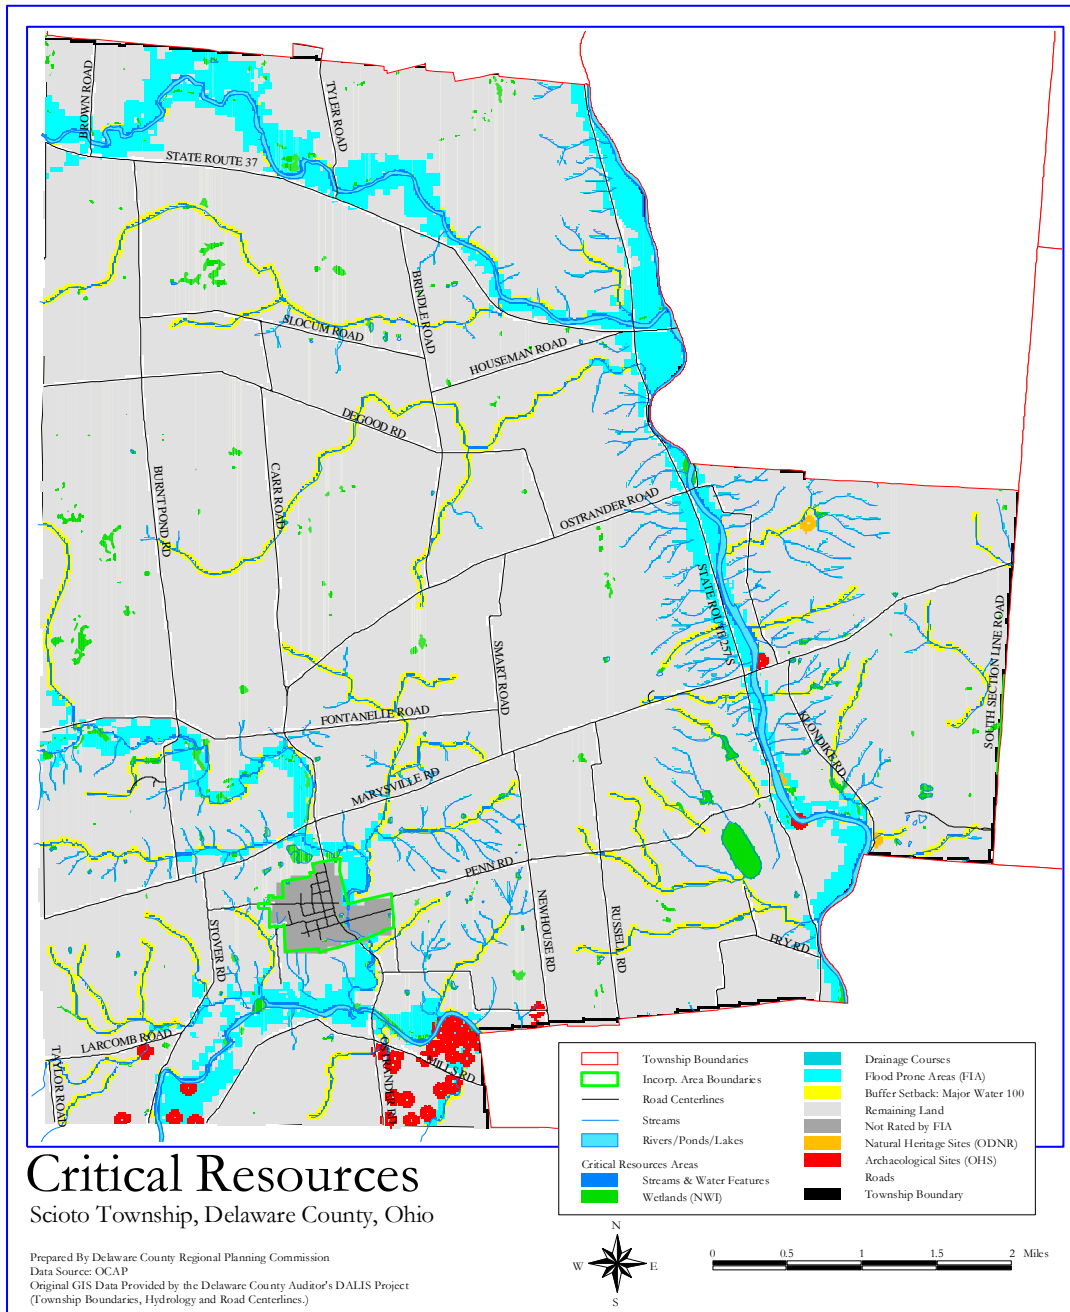 BROWN ROAD
TYLER ROAD
STATE ROUTE 37
BRINDLE ROAD
SLOCUM ROAD
HOUSEMAN ROAD
DEGOOD RD
BURNT POND RD
CARR ROAD
OSTRANDER ROAD
STATE ROUTE 257 S
SMART ROAD
SOUTH SECTION LINE ROAD
FONTANELLE ROAD
KLONDIKE RD
MARYSVILLE RD
PENN RD
STOVER RD
NEWHOUSE RD
RUSSELL RD
FRY RD
LARCOMB ROAD
TAYLOR ROAD
OSTRANDER RD
MILLS RD
Township Boundaries
Incorp. Area Boundaries
Road Centerlines
Streams
Rivers/Ponds/Lakes
Critical Resources Areas
Streams & Water Features
Wetlands (NWI)
Drainage Courses
Flood Prone Areas (FIA)
Buffer Setback: Major Water 100
Remaining Land
Not Rated by FIA
Natural Heritage Sites (ODNR)
Archaeological Sites (OHS)
Roads
Township Boundary
Critical Resources
Scioto Township, Delaware County, Ohio
Prepared By Delaware County Regional Planning Commission
Data Source: OCAP
Original GIS Data Provided by the Delaware County Auditor's DALIS Project
(Township Boundaries, Hydrology and Road Centerlines.)
N
W E
S
0 0.5 1 1.5 2 Miles